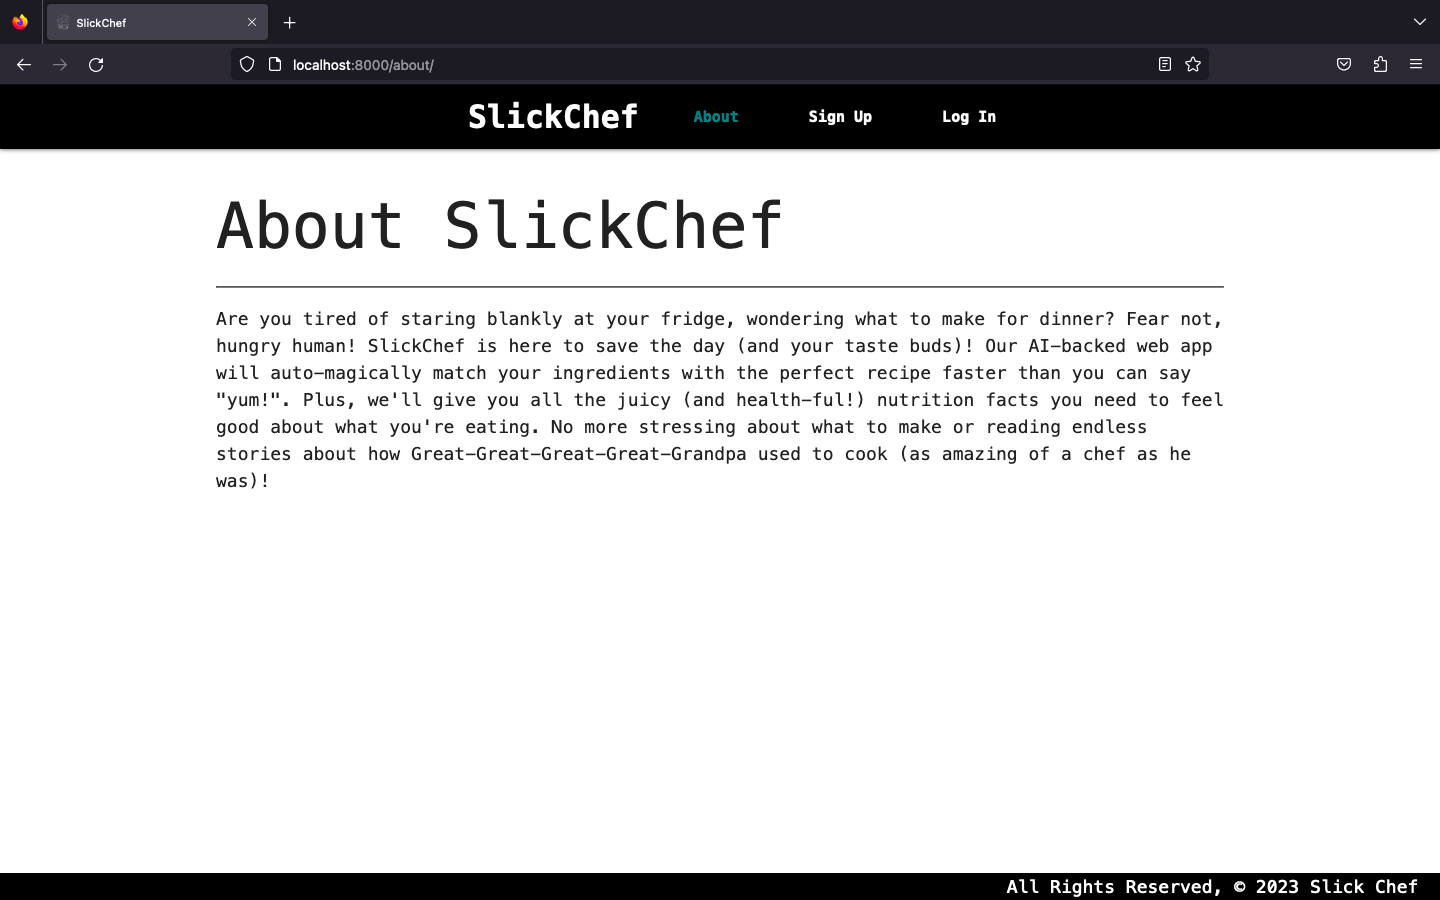 SlickChef
localhost:8000/about/
SlickChef About Sign Up Log In
About SlickChef
Are you tired of staring blankly at your fridge, wondering what to make for dinner? Fear not,
hungry human! SlickChef is here to save the day (and your taste buds)! Our AI-backed web app
will auto-magically match your ingredients with the perfect recipe faster than you can say
"yum!". Plus, we'll give you all the juicy (and health-ful!) nutrition facts you need to feel
good about what you're eating. No more stressing about what to make or reading endless
stories about how Great-Great-Great-Great-Grandpa used to cook (as amazing of a chef as he
was)!
All Rights Reserved, © 2023 Slick Chef